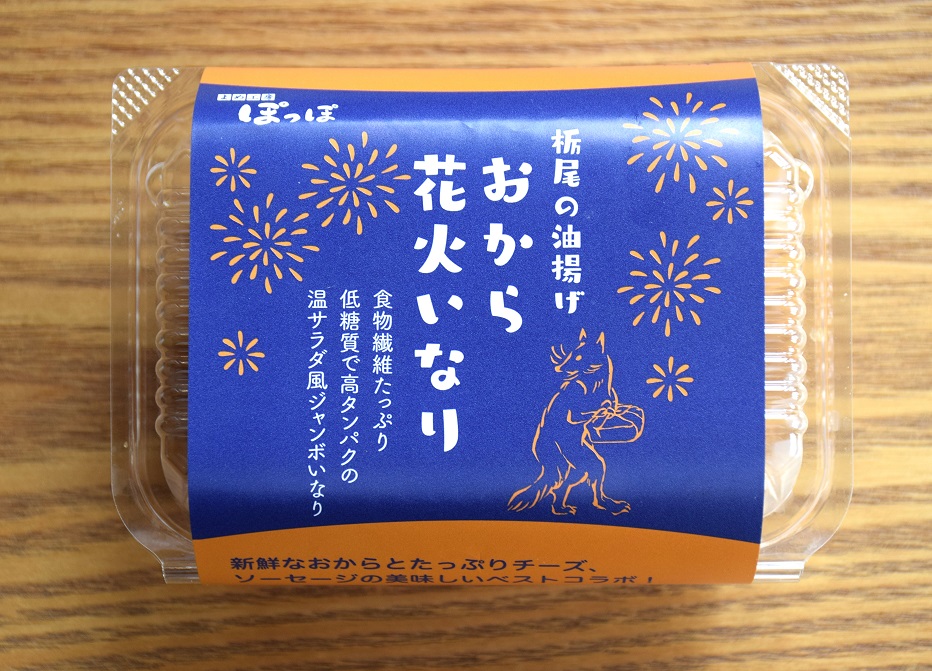 ぽっぽ
栃尾の油揚げ
おから
花火いなり
食物繊維たっぷり
低糖質で高タンパクの
温サラダ風ジャンボいなり
新鮮なおからとたっぷりチーズ、
ソーセージの美味しいベストコラボ！